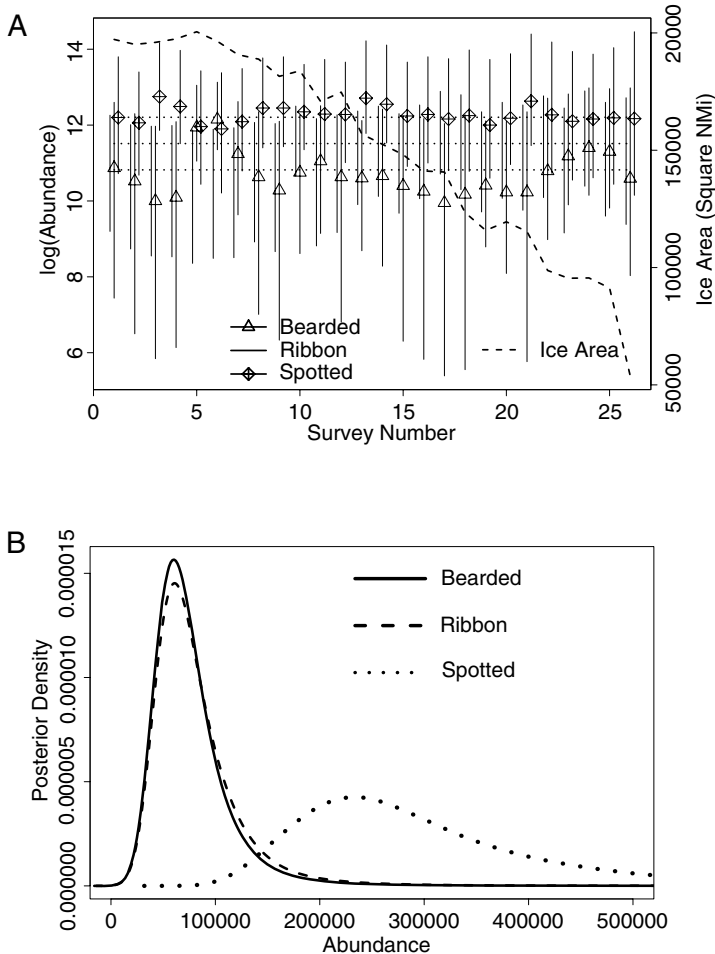 A
log(Abundance)
14
12
10
8
6
Bearded
Ribbon
Spotted
Ice Area
0 5 10 15 20 25
Survey Number
20000
150000
100000
50000
Ice Area (Square NMi)
B
Posterior Density
0.000015
0.000010
0.000005
0.000000
Bearded
Ribbon
Spotted
0 100000 200000 300000 400000 500000
Abundance